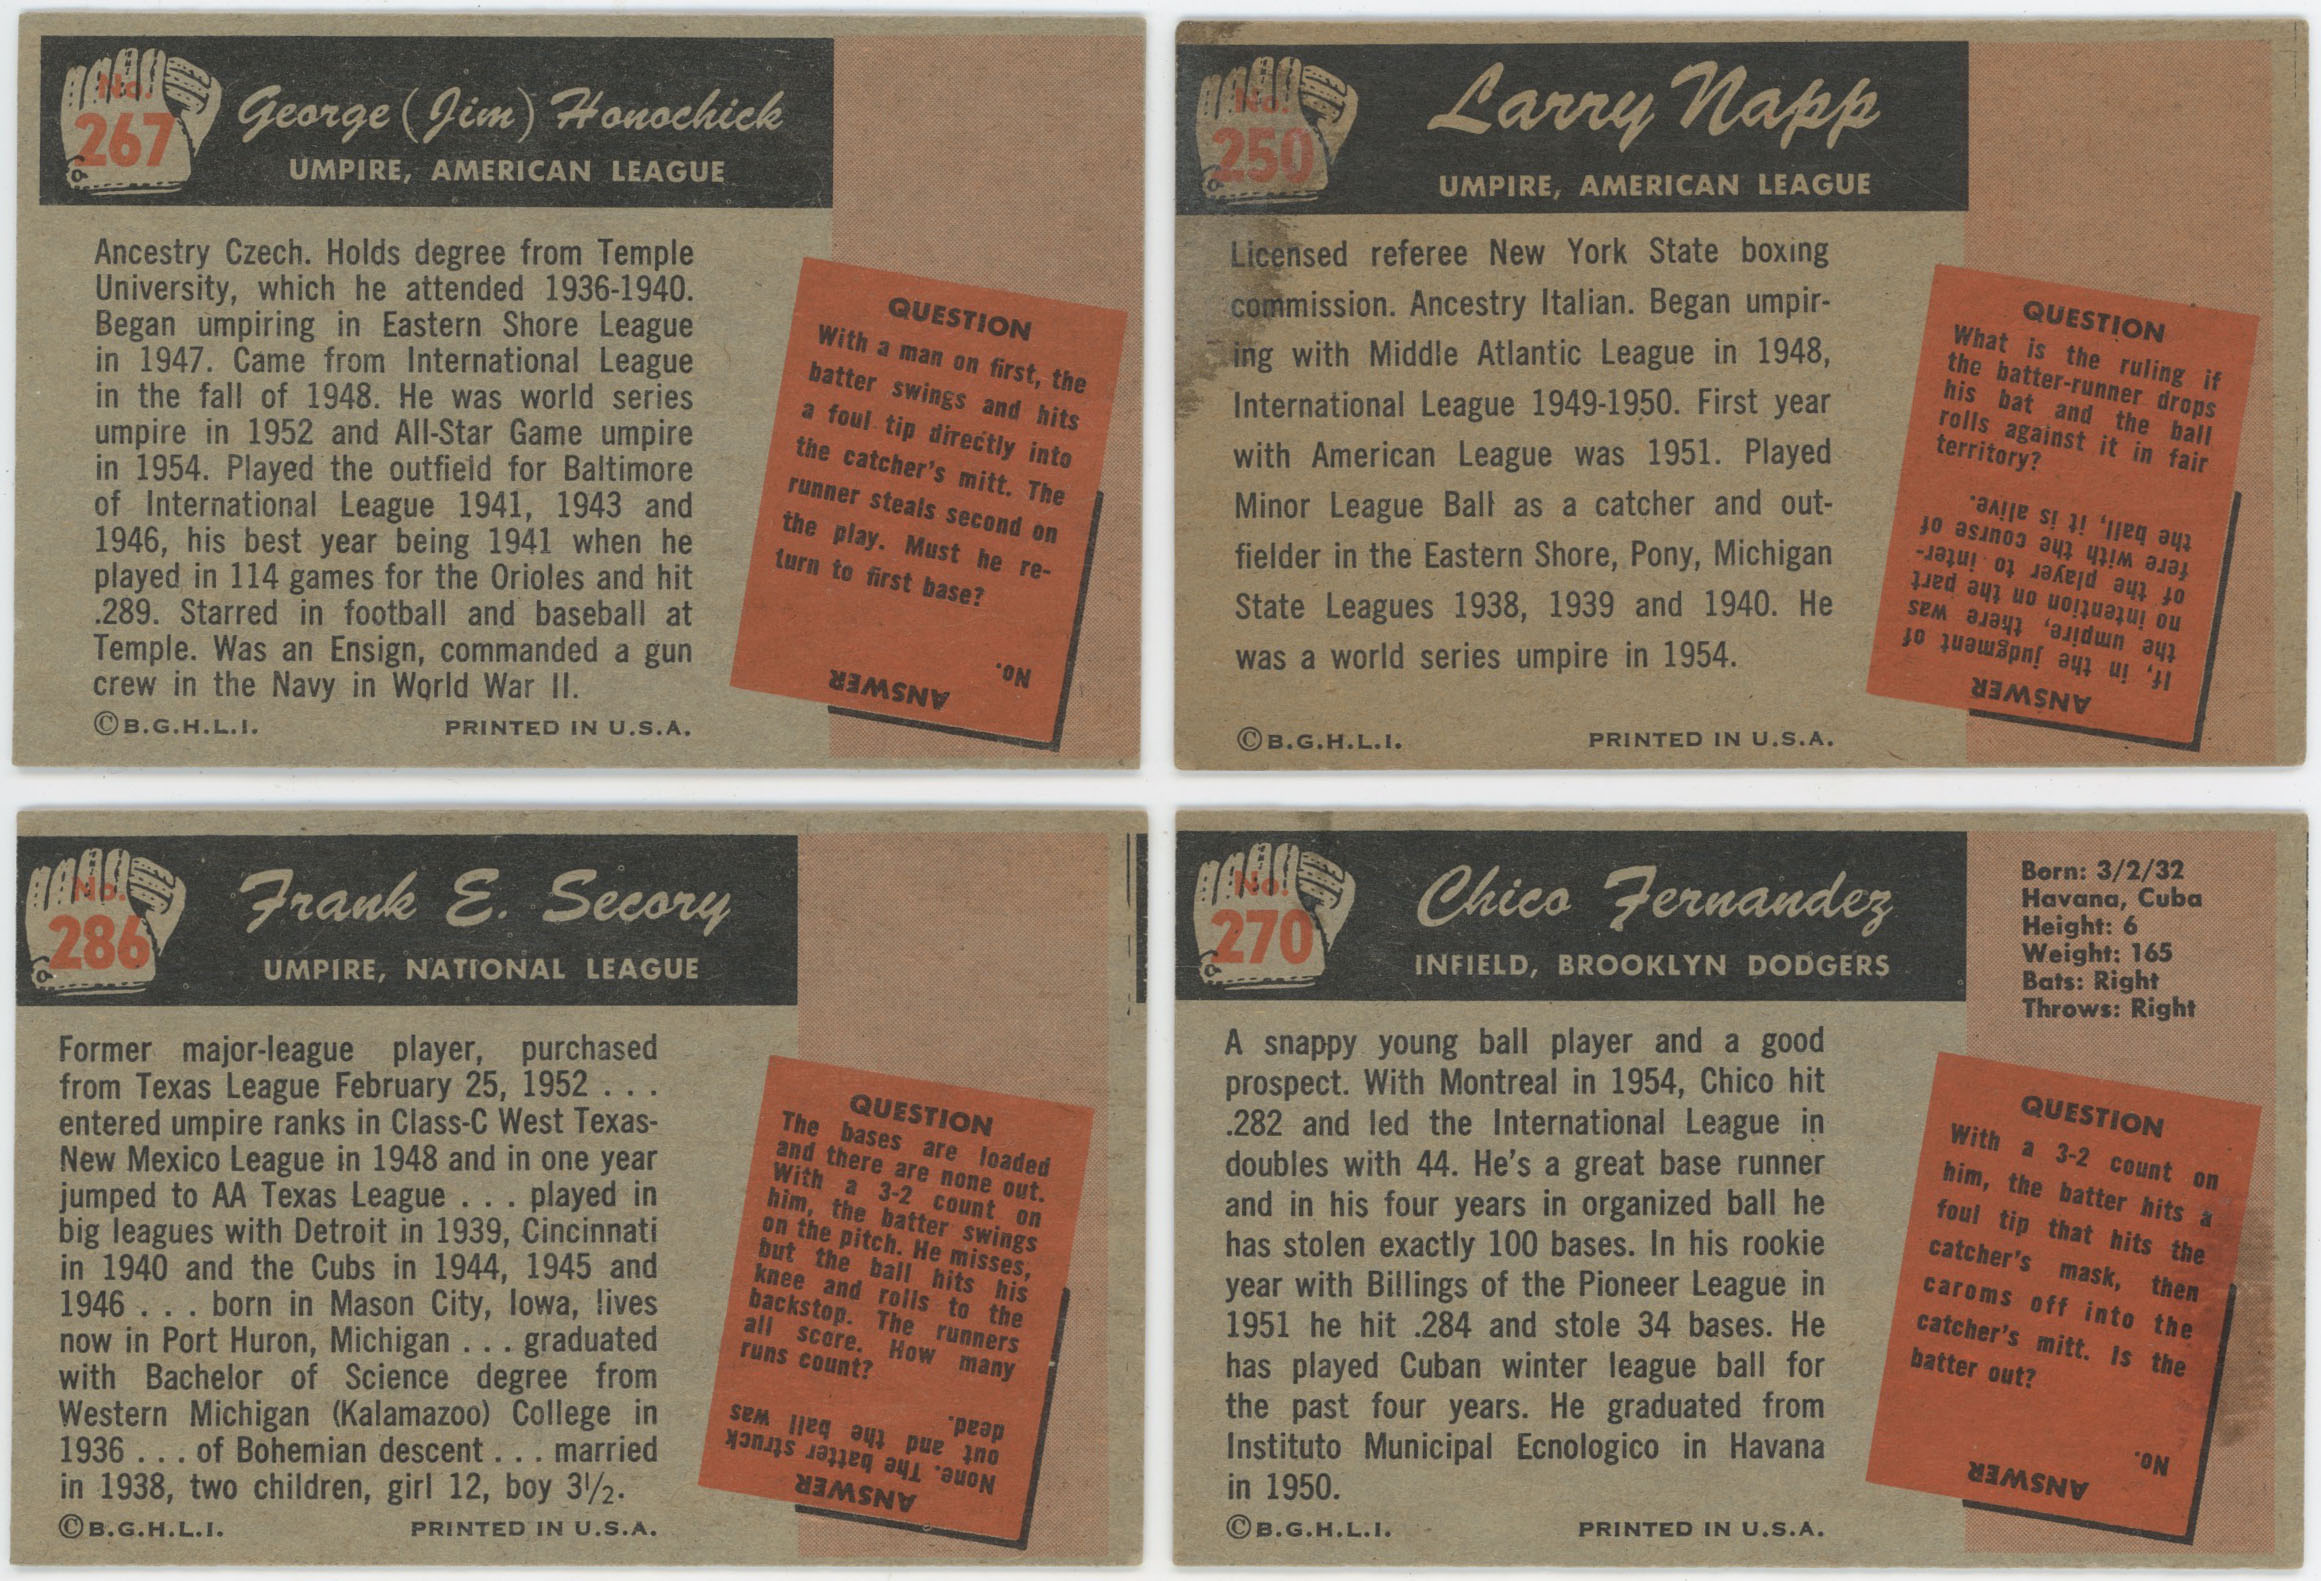 No.
267
George (Jim) Honochick
UMPIRE, AMERICAN LEAGUE
Ancestry Czech. Holds degree from Temple
University, which he attended 1936-1940.
Began umpiring in Eastern Shore League
in 1947. Came from International League
in the fall of 1948. He was world series
umpire in 1952 and All-Star Game umpire
in 1954. Played the outfield for Baltimore
of International League 1941, 1943 and
1946, his best year being 1941 when he
played in 114 games for the Orioles and hit
.289. Starred in football and baseball at
Temple. Was an Ensign, commanded a gun
crew in the Navy in World War II.
©B.G.H.L.I. PRINTED IN U.S.A.
QUESTION
With a man on first, the
batter swings and hits
a foul tip directly into
the catcher's mitt. The
runner steals second on
the play. Must he re-
turn to first base?
ANSWER
No.
No.
250
Larry Napp
UMPIRE, AMERICAN LEAGUE
Licensed referee New York State boxing
commission. Ancestry Italian. Began umpir-
ing with Middle Atlantic League in 1948,
International League 1949-1950. First year
with American League was 1951. Played
Minor League Ball as a catcher and out-
fielder in the Eastern Shore, Pony, Michigan
State Leagues 1938, 1939 and 1940. He
was a world series umpire in 1954.
©B.G.H.L.I. PRINTED IN U.S.A.
QUESTION
What is the ruling if
the batter-runner drops
his bat and the ball
rolls against it in fair
territory?
ANSWER
If, in the judgment of
the umpire, there was
no intention on the part
of the player to inter-
fere with the course of
the ball, it is alive.
No.
286
Frank E. Secory
UMPIRE, NATIONAL LEAGUE
Former major-league player, purchased
from Texas League February 25, 1952 . . .
entered umpire ranks in Class-C West Texas-
New Mexico League in 1948 and in one year
jumped to AA Texas League . . . played in
big leagues with Detroit in 1939, Cincinnati
in 1940 and the Cubs in 1944, 1945 and
1946 . . . born in Mason City, Iowa, lives
now in Port Huron, Michigan . . . graduated
with Bachelor of Science degree from
Western Michigan (Kalamazoo) College in
1936 . . . of Bohemian descent . . . married
in 1938, two children, girl 12, boy 3½.
©B.G.H.L.I. PRINTED IN U.S.A.
QUESTION
The bases are loaded
and there are none out.
With a 3-2 count on
him, the batter swings
on the pitch. He misses,
but the ball hits his
knee and rolls to the
backstop. The runners
all score. How many
runs count?
ANSWER
None. The batter struck
out and the ball was
dead.
No.
270
Chico Fernandez
INFIELD, BROOKLYN DODGERS
Born: 3/2/32
Havana, Cuba
Height: 6
Weight: 165
Bats: Right
Throws: Right
A snappy young ball player and a good
prospect. With Montreal in 1954, Chico hit
.282 and led the International League in
doubles with 44. He's a great base runner
and in his four years in organized ball he
has stolen exactly 100 bases. In his rookie
year with Billings of the Pioneer League in
1951 he hit .284 and stole 34 bases. He
has played Cuban winter league ball for
the past four years. He graduated from
Instituto Municipal Ecnologico in Havana
in 1950.
©B.G.H.L.I. PRINTED IN U.S.A.
QUESTION
With a 3-2 count on
him, the batter hits a
foul tip that hits the
catcher's mask, then
caroms off into the
catcher's mitt. Is the
batter out?
ANSWER
No.